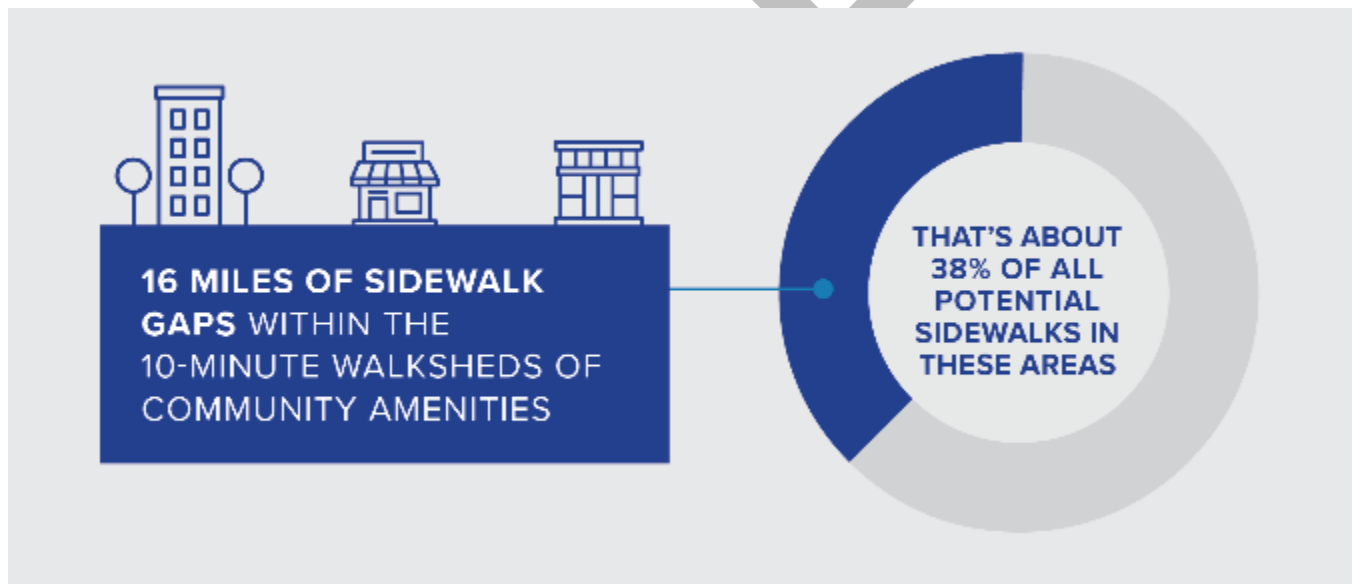 16 MILES OF SIDEWALK
GAPS WITHIN THE
10-MINUTE WALKSHEDS OF
COMMUNITY AMENITIES
THAT'S ABOUT
38% OF ALL
POTENTIAL
SIDEWALKS IN
THESE AREAS